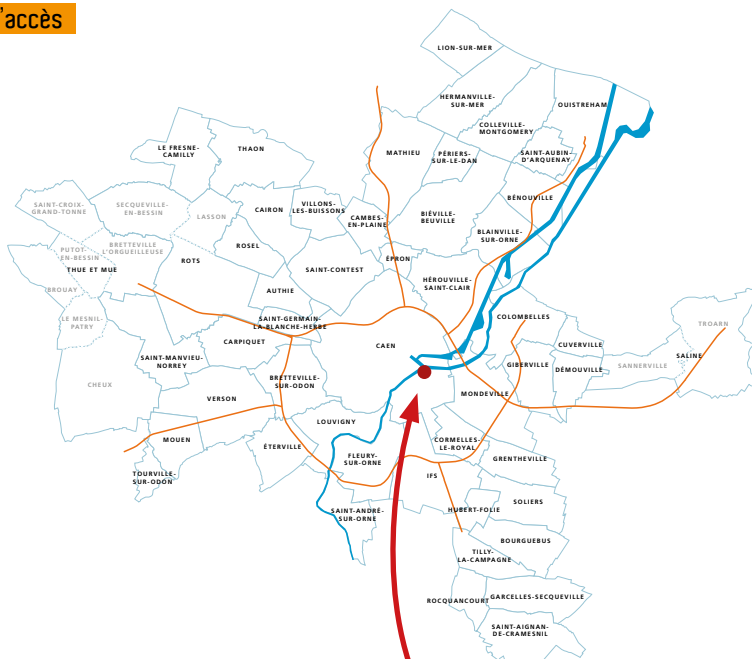 'accès
LION-SUR-MER
HERMANVILLE-
SUR-MER
OUISTREHAM
COLLEVILLE-
MONTGOMERY
LE FRESNE-
CAMILLY
THAON
MATHIEU
PÉRIERS-
SUR-LE-DAN
SAINT-AUBIN-
D'ARQUENAY
BÉNOUVILLE
SAINT-CROIX-
GRAND-TONNE
SECQUEVILLE-
EN-BESSIN
LASSON
CAIRON
VILLONS-
LES-BUISSONS
CAMBES-
EN-PLAINE
BIÉVILLE-
BEUVILLE
BLAINVILLE-
SUR-ORNE
PUTOT-
EN-BESSIN
BRETTEVILLE
L'ORGUEILLEUSE
ROSEL
ROTS
THUE ET MUE
ÉPRON
SAINT-CONTEST
HÉROUVILLE-
SAINT-CLAIR
BROUAY
AUTHIE
LE MESNIL-
PATRY
SAINT-GERMAIN-
LA-BLANCHE-HERBE
COLOMBELLES
TROARN
CARPIQUET
CAEN
CUVERVILLE
SAINT-MANVIEU-
NORREY
GIBERVILLE
DÉMOUVILLE
SANNERVILLE
SALINE
CHEUX
BRETTEVILLE-
SUR-ODON
MONDEVILLE
VERSON
LOUVIGNY
MOUEN
ÉTERVILLE
FLEURY-
SUR-ORNE
CORMELLES-
LE-ROYAL
GRENTHEVILLE
TOURVILLE-
SUR-ODON
IFS
SOLIERS
SAINT-ANDRÉ-
SUR-ORNE
HUBERT-FOLIE
BOURGUEBUS
TILLY-
LA-CAMPAGNE
ROCQUANCOURT
GARCELLES-SECQUEVILLE
SAINT-AIGNAN-
DE-CRAMESNIL